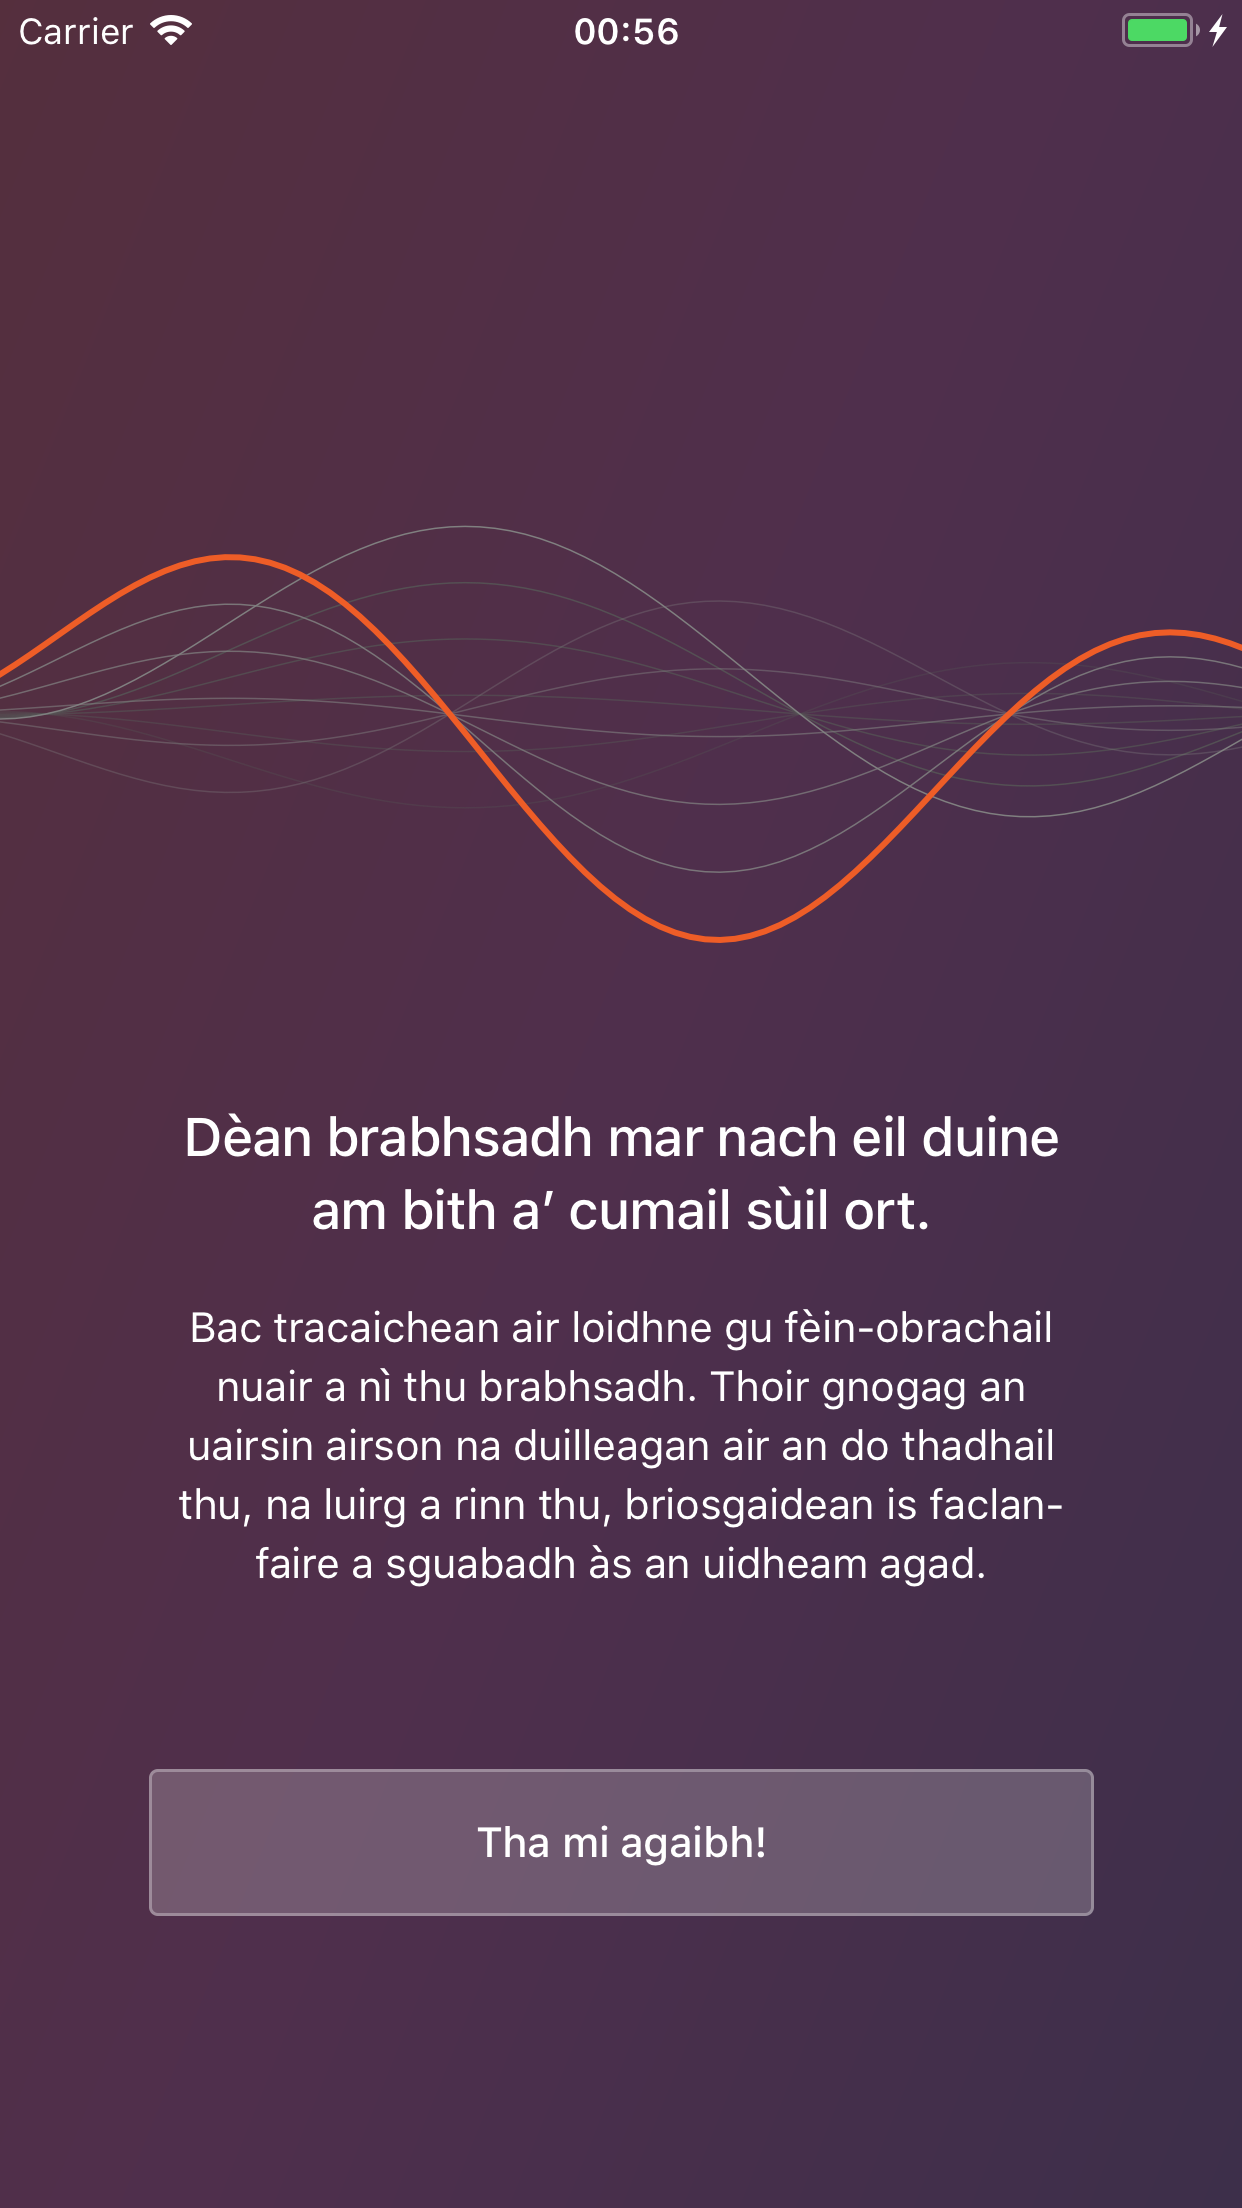 Carrier
00:56
Dèan brabhsadh mar nach eil duine
am bith a’ cumail sùil ort.
Bac tracaichean air loidhne gu fèin-obrachail
nuair a nì thu brabhsadh. Thoir gnogag an
uairsin airson na duilleagan air an do thadhail
thu, na luirg a rinn thu, briosgaidean is faclan-
faire a sguabadh às an uidheam agad.
Tha mi agaibh!